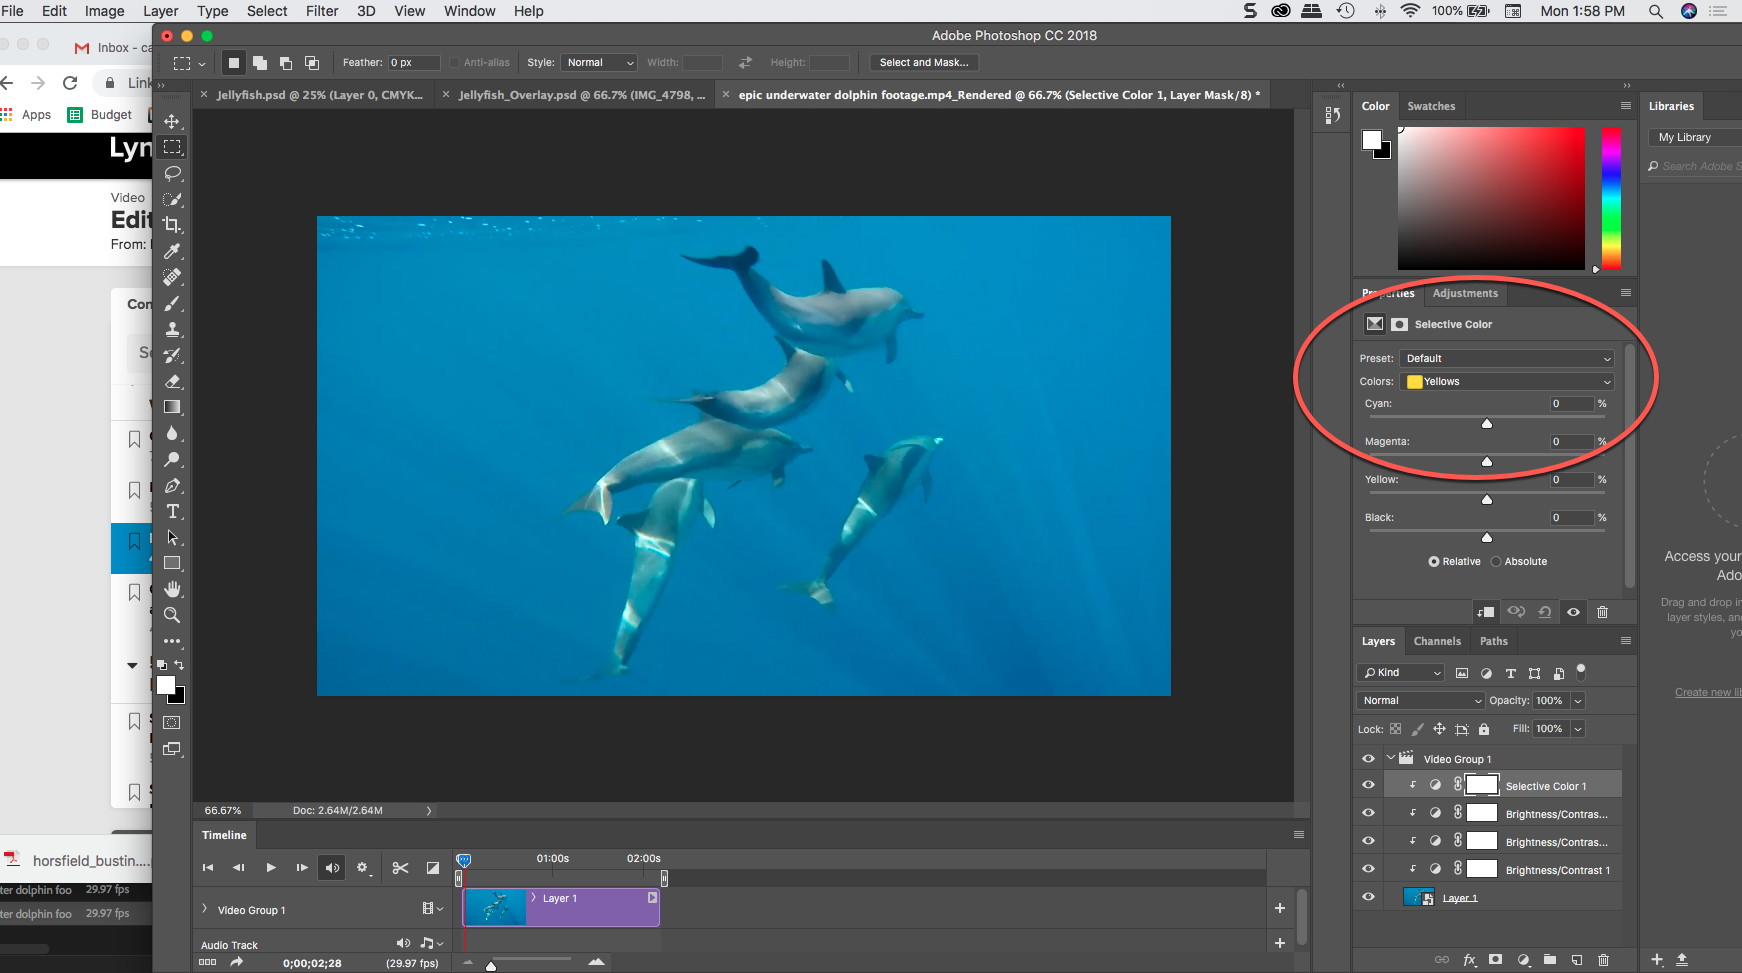 File Edit Image Layer Type Select Filter 3D View Window Help
100% Mon 1:58 PM
Inbox - ca
Adobe Photoshop CC 2018
Feather: 0 px Anti-alias Style: Normal Width: Height: Select and Mask...
Link
Jellyfish.psd @ 25% (Layer 0, CMYK... Jellyfish_Overlay.psd @ 66.7% (IMG_4798, ... epic underwater dolphin footage.mp4_Rendered @ 66.7% (Selective Color 1, Layer Mask/8) *
Color Swatches Libraries
Apps Budget
My Library
Search Adobe S
Lyn
Video
Edit
From:
Con
Properties Adjustments
Selective Color
Preset: Default
Colors: Yellows
Cyan: 0 %
Magenta: 0 %
Yellow: 0 %
Black: 0 %
Relative Absolute
Access your
Ado
Drag and drop in
layer styles, and
yo
Create new lib
Layers Channels Paths
Kind
Normal Opacity: 100%
Lock: Fill: 100%
Video Group 1
Selective Color 1
Brightness/Contras...
Brightness/Contras...
Brightness/Contrast 1
Layer 1
66.67% Doc: 2.64M/2.64M
Timeline
01:00s 02:00s
Layer 1
Video Group 1
Audio Track
0;00;02;28 (29.97 fps)
horsfield_bustin....
ter dolphin foo 29.97 fps
ter dolphin foo 29.97 fps